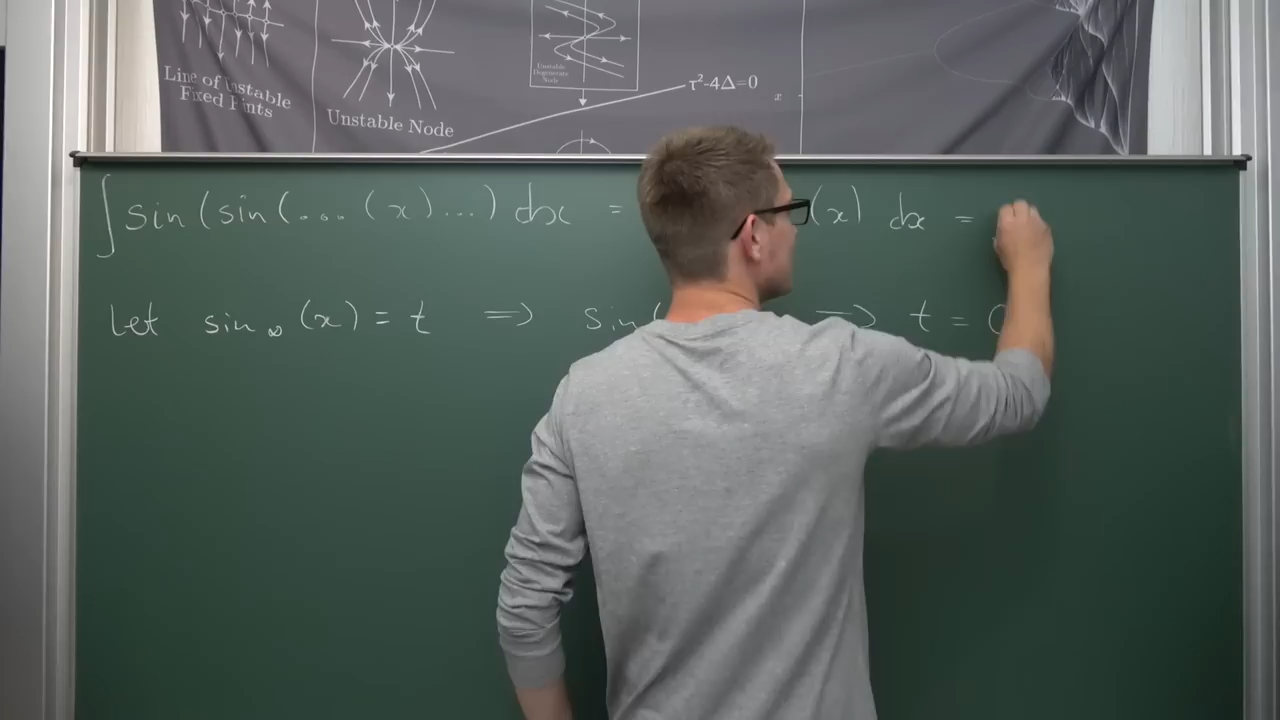 Line of Unstable
Fixed Pints
Unstable Node
Unstable
Degenerate
Node
τ²-4Δ=0
x
∫ sin(sin(...(x)...) dx = (x) dx =
Let sin∞(x) = t ⇒ sin( ⇒ t = 0